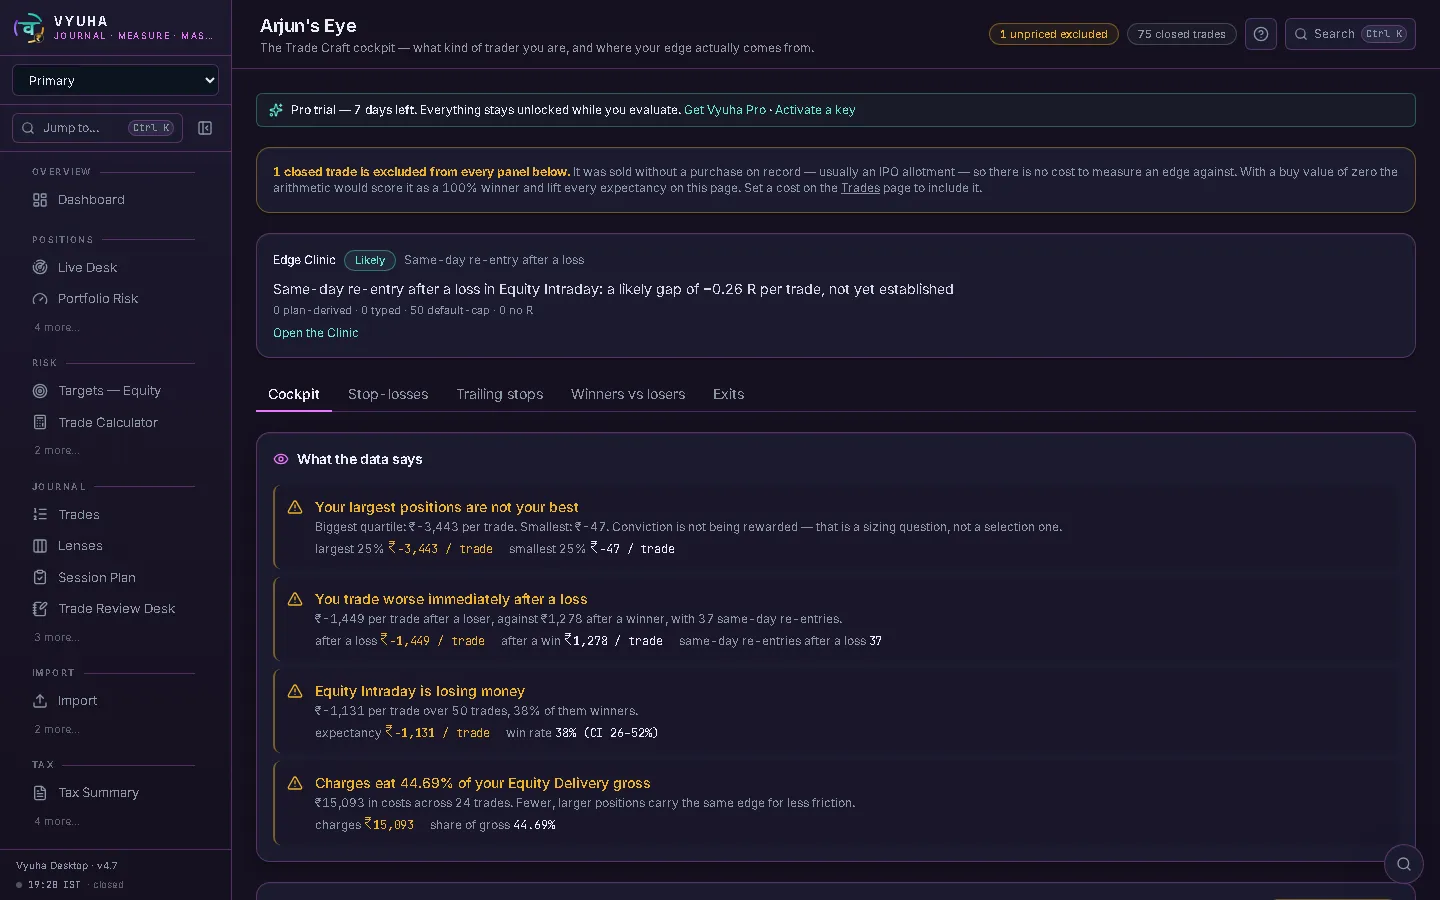 व
₹
VYUHA
JOURNAL · MEASURE · MAS…
Primary
Jump to... Ctrl K
OVERVIEW
Dashboard
POSITIONS
Live Desk
Portfolio Risk
4 more...
RISK
Targets — Equity
Trade Calculator
2 more...
JOURNAL
Trades
Lenses
Session Plan
Trade Review Desk
3 more...
IMPORT
Import
2 more...
TAX
Tax Summary
4 more...
Vyuha Desktop · v4.7
19:28 IST · closed
Arjun's Eye
The Trade Craft cockpit — what kind of trader you are, and where your edge actually comes from.
1 unpriced excluded
75 closed trades
Search Ctrl K
Pro trial — 7 days left. Everything stays unlocked while you evaluate. Get Vyuha Pro · Activate a key
1 closed trade is excluded from every panel below. It was sold without a purchase on record — usually an IPO allotment — so there is no cost to measure an edge against. With a buy value of zero the
arithmetic would score it as a 100% winner and lift every expectancy on this page. Set a cost on the Trades page to include it.
Edge Clinic Likely Same-day re-entry after a loss
Same-day re-entry after a loss in Equity Intraday: a likely gap of −0.26 R per trade, not yet established
0 plan-derived · 0 typed · 50 default-cap · 0 no R
Open the Clinic
Cockpit Stop-losses Trailing stops Winners vs losers Exits
What the data says
Your largest positions are not your best
Biggest quartile: ₹-3,443 per trade. Smallest: ₹-47. Conviction is not being rewarded — that is a sizing question, not a selection one.
largest 25% ₹-3,443 / trade smallest 25% ₹-47 / trade
You trade worse immediately after a loss
₹-1,449 per trade after a loser, against ₹1,278 after a winner, with 37 same-day re-entries.
after a loss ₹-1,449 / trade after a win ₹1,278 / trade same-day re-entries after a loss 37
Equity Intraday is losing money
₹-1,131 per trade over 50 trades, 38% of them winners.
expectancy ₹-1,131 / trade win rate 38% (CI 26–52%)
Charges eat 44.69% of your Equity Delivery gross
₹15,093 in costs across 24 trades. Fewer, larger positions carry the same edge for less friction.
charges ₹15,093 share of gross 44.69%